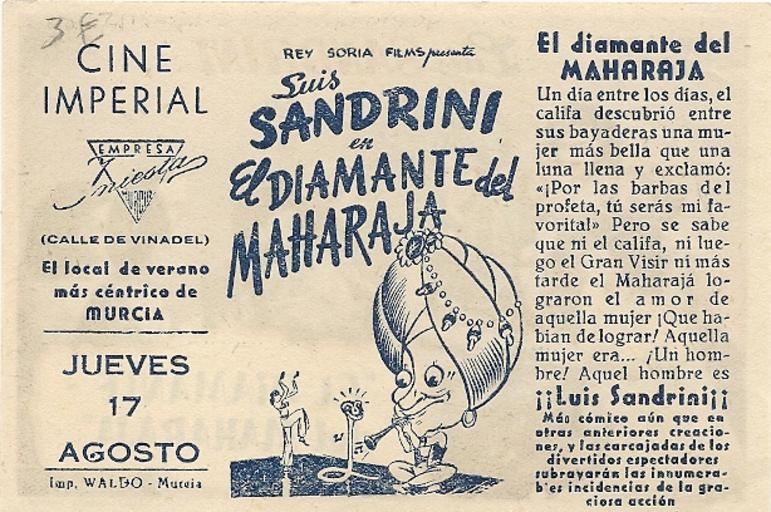 3 €
CINE
IMPERIAL
EMPRESA
Iniesta
MURCIA
(CALLE DE VINADEL)
El local de verano
más céntrico de
MURCIA
JUEVES
17
AGOSTO
Imp. WALDO - Murcia
REY SORIA FILMS presenta
Luis
SANDRINI
en
El DIAMANTE del
MAHARAJA
El diamante del
MAHARAJA
Un día entre los días, el
califa descubrió entre
sus bayaderas una mu-
jer más bella que una
luna llena y exclamó:
«¡Por las barbas del
profeta, tú serás mi fa-
vorita!» Pero se sabe
que ni el califa, ni lue-
go el Gran Visir ni más
tarde el Maharajá lo-
graron el amor de
aquella mujer ¡Que ha-
bían de lograr! Aquella
mujer era... ¡Un hom-
bre! Aquel hombre es
¡¡Luis Sandrini¡¡
Más cómico aún que en
otras anteriores creacio-
nes, y las carcajadas de los
divertidos espectadores
subrayarán las innumera-
bles incidencias de la gra-
ciosa acción